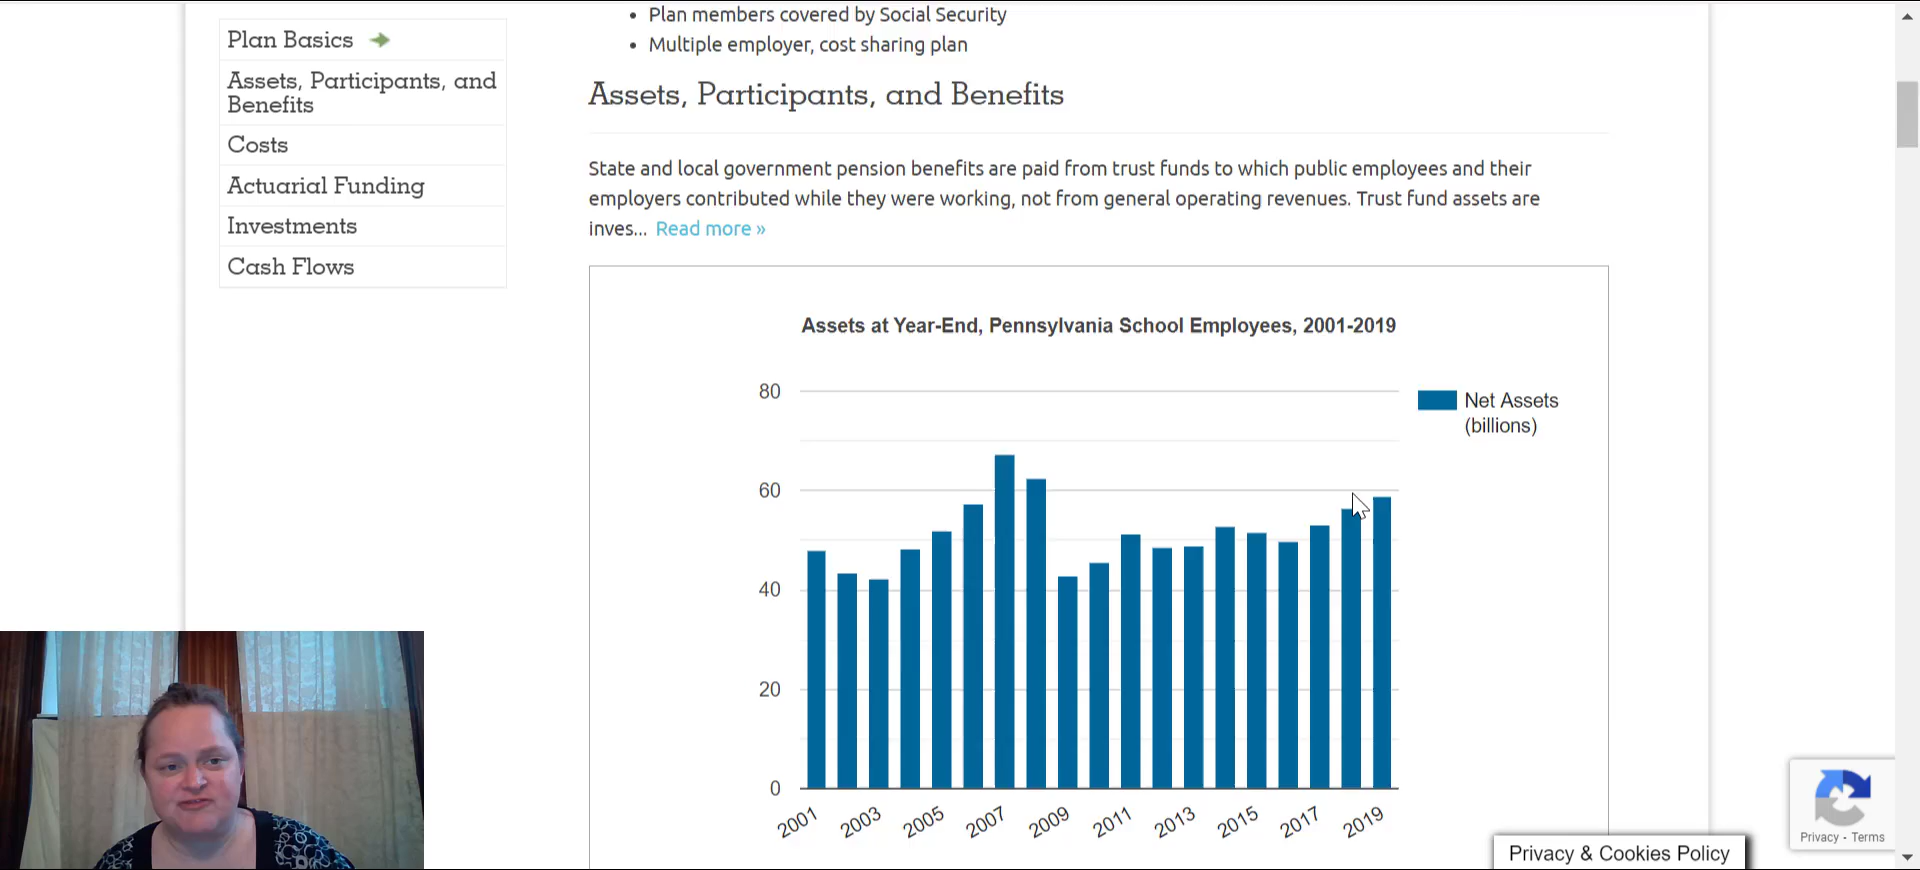 Plan Basics
Assets, Participants, and
Benefits
Costs
Actuarial Funding
Investments
Cash Flows
• Plan members covered by Social Security
• Multiple employer, cost sharing plan
Assets, Participants, and Benefits
State and local government pension benefits are paid from trust funds to which public employees and their
employers contributed while they were working, not from general operating revenues. Trust fund assets are
inves... Read more »
Assets at Year-End, Pennsylvania School Employees, 2001-2019
80
60
40
20
0
2001 2003 2005 2007 2009 2011 2013 2015 2017 2019
Net Assets
(billions)
Privacy - Terms
Privacy & Cookies Policy